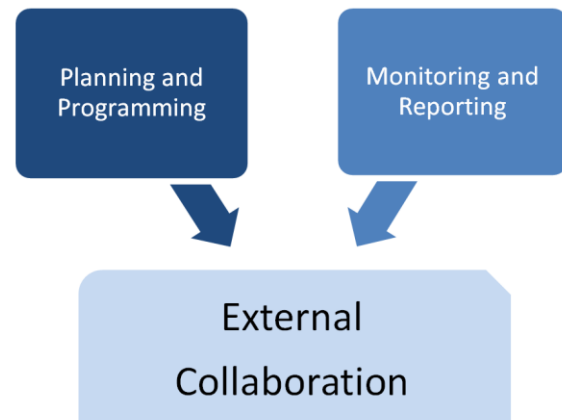 Planning and
Programming
Monitoring and
Reporting
External
Collaboration